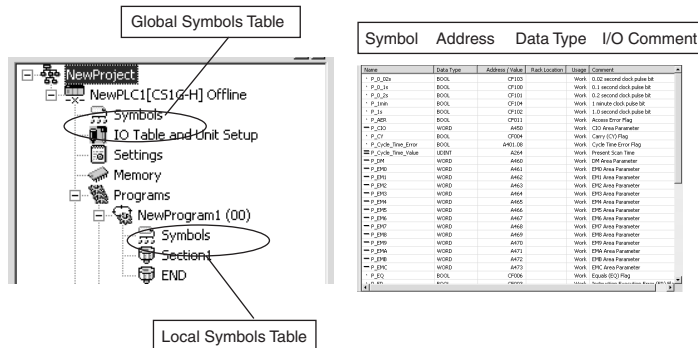 Global Symbols Table
NewProject
NewPLC1[CS1G-H] Offline
Symbols
IO Table and Unit Setup
Settings
Memory
Programs
NewProgram1 (00)
Symbols
Section1
END
Local Symbols Table
Symbol Address Data Type I/O Comment
Name Data Type Address / Value Rack Location Usage Comment
P_0_02s BOOL CF103 Work 0.02 second clock pulse bit
P_0_1s BOOL CF100 Work 0.1 second clock pulse bit
P_0_2s BOOL CF101 Work 0.2 second clock pulse bit
P_1min BOOL CF104 Work 1 minute clock pulse bit
P_1s BOOL CF102 Work 1.0 second clock pulse bit
P_AER BOOL CF011 Work Access Error Flag
P_CIO WORD A450 Work CIO Area Parameter
P_CY BOOL CF004 Work Carry (CY) Flag
P_Cycle_Time_Error BOOL A401.08 Work Cycle Time Error Flag
P_Cycle_Time_Value UDINT A264 Work Present Scan Time
P_DM WORD A460 Work DM Area Parameter
P_EM0 WORD A461 Work EM0 Area Parameter
P_EM1 WORD A462 Work EM1 Area Parameter
P_EM2 WORD A463 Work EM2 Area Parameter
P_EM3 WORD A464 Work EM3 Area Parameter
P_EM4 WORD A465 Work EM4 Area Parameter
P_EM5 WORD A466 Work EM5 Area Parameter
P_EM6 WORD A467 Work EM6 Area Parameter
P_EM7 WORD A468 Work EM7 Area Parameter
P_EM8 WORD A469 Work EM8 Area Parameter
P_EM9 WORD A470 Work EM9 Area Parameter
P_EMA WORD A471 Work EMA Area Parameter
P_EMB WORD A472 Work EMB Area Parameter
P_EMC WORD A473 Work EMC Area Parameter
P_EQ BOOL CF006 Work Equals (EQ) Flag